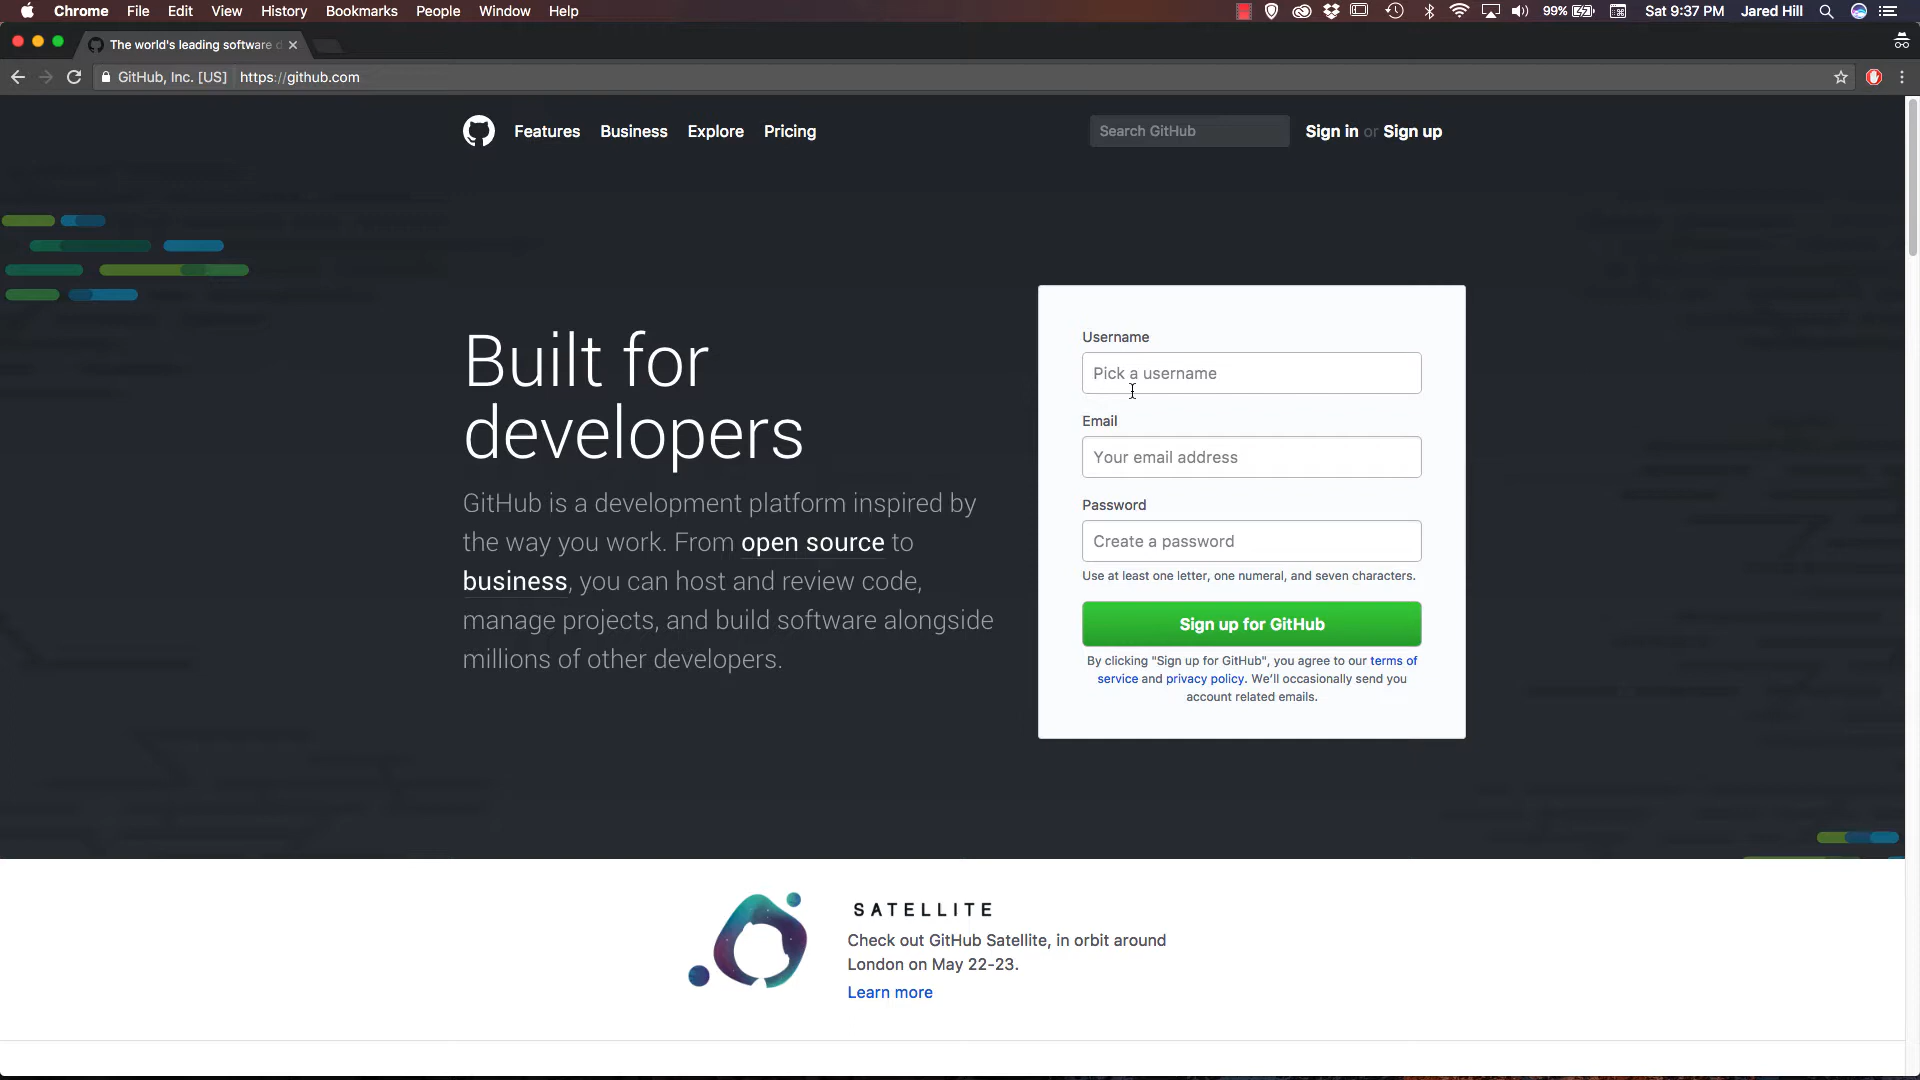 Chrome File Edit View History Bookmarks People Window Help 99% Sat 9:37 PM Jared Hill
The world's leading software d
GitHub, Inc. [US] https://github.com
Features Business Explore Pricing Search GitHub Sign in or Sign up
Built for
developers
GitHub is a development platform inspired by
the way you work. From open source to
business, you can host and review code,
manage projects, and build software alongside
millions of other developers.
Username
Pick a username
Email
Your email address
Password
Create a password
Use at least one letter, one numeral, and seven characters.
Sign up for GitHub
By clicking "Sign up for GitHub", you agree to our terms of
service and privacy policy. We’ll occasionally send you
account related emails.
SATELLITE
Check out GitHub Satellite, in orbit around
London on May 22-23.
Learn more